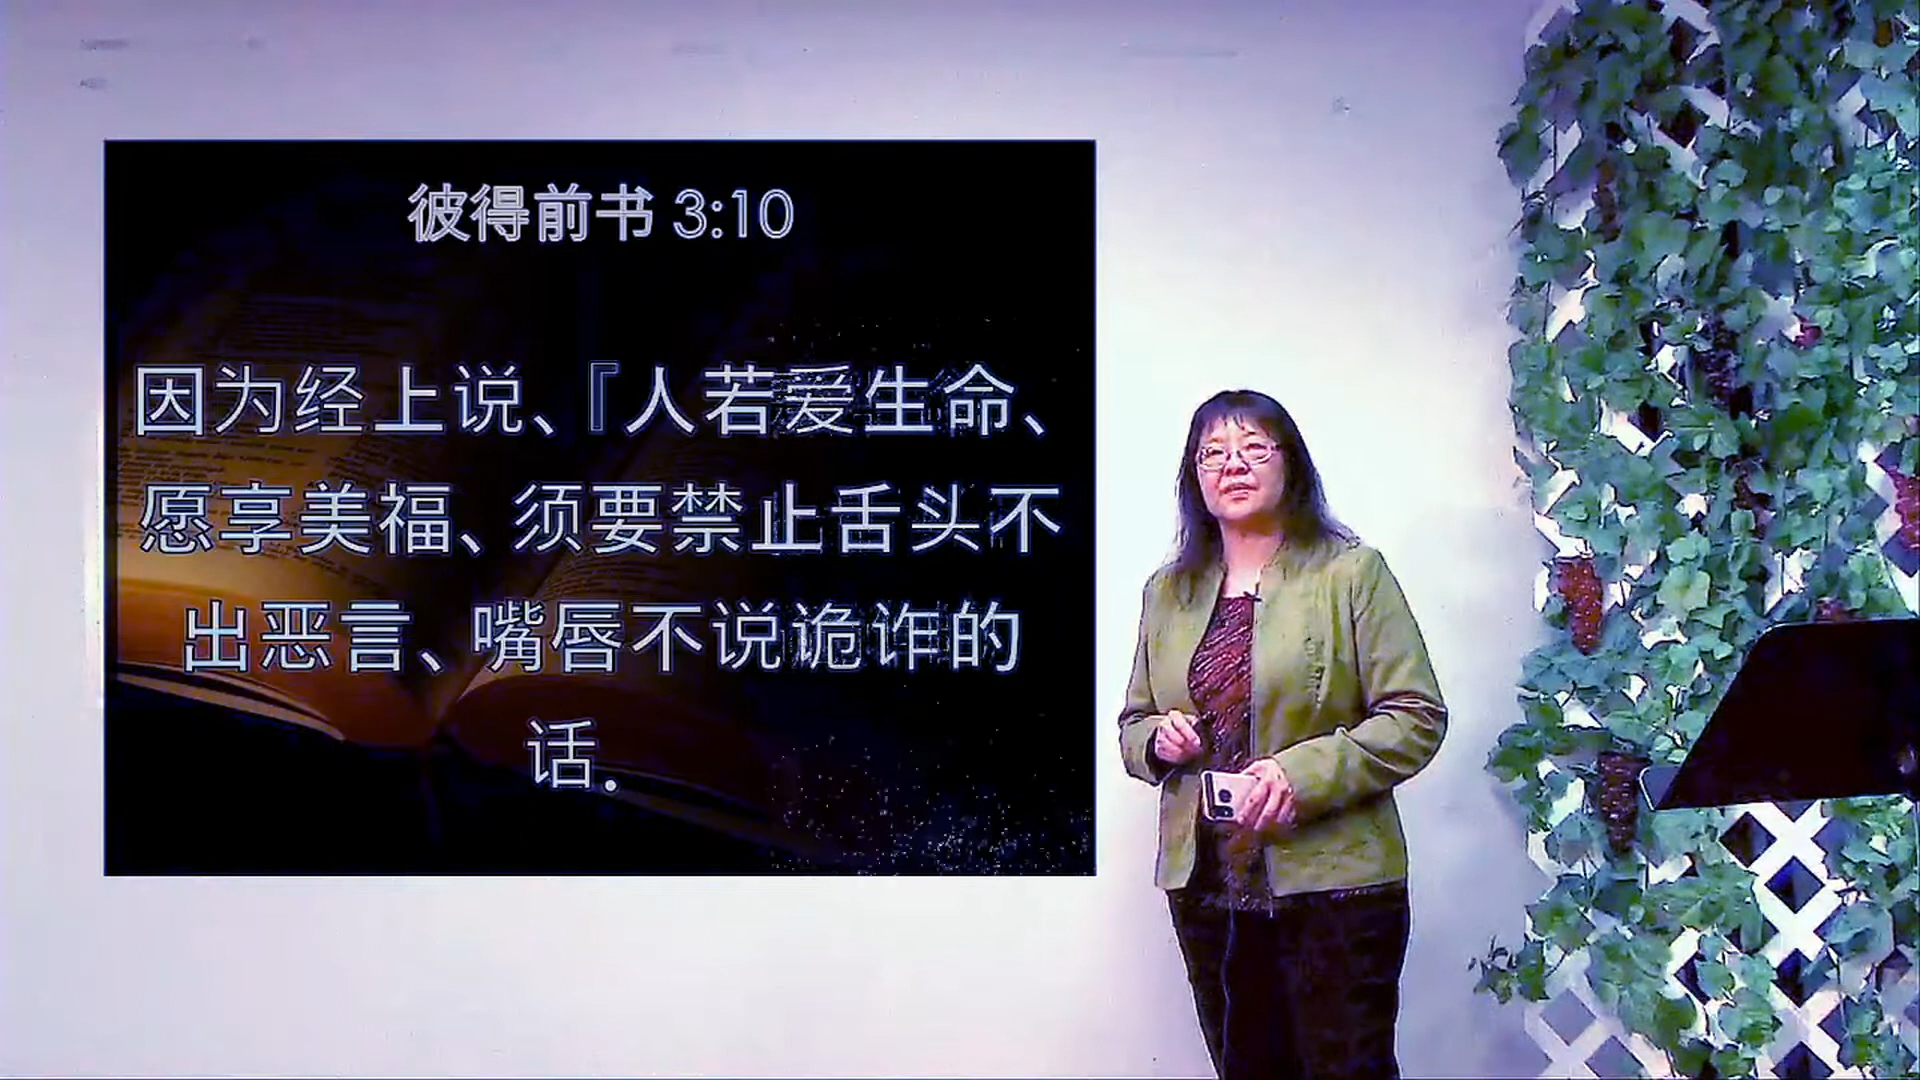 彼得前书 3:10
因为经上说、『人若爱生命、
愿享美福、须要禁止舌头不
出恶言、嘴唇不说诡诈的
话.